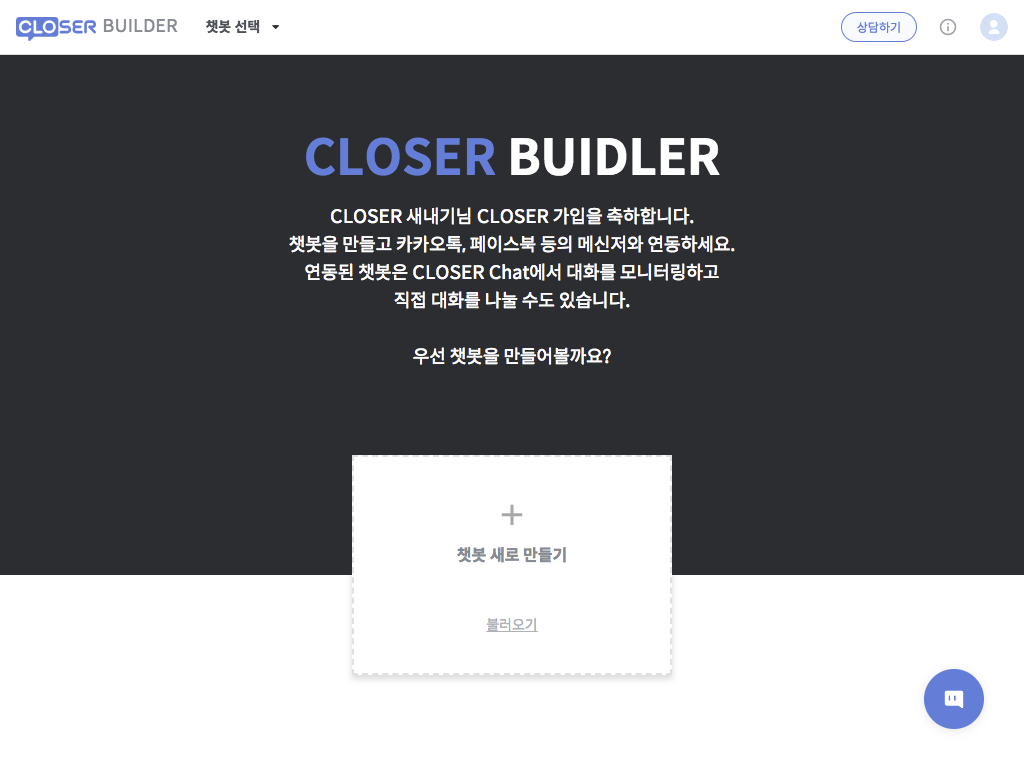 CLOSER BUILDER
챗봇 선택
상담하기
CLOSER BUIDLER
CLOSER 새내기님 CLOSER 가입을 축하합니다.
챗봇을 만들고 카카오톡, 페이스북 등의 메신저와 연동하세요.
연동된 챗봇은 CLOSER Chat에서 대화를 모니터링하고
직접 대화를 나눌 수도 있습니다.
우선 챗봇을 만들어볼까요?
챗봇 새로 만들기
불러오기